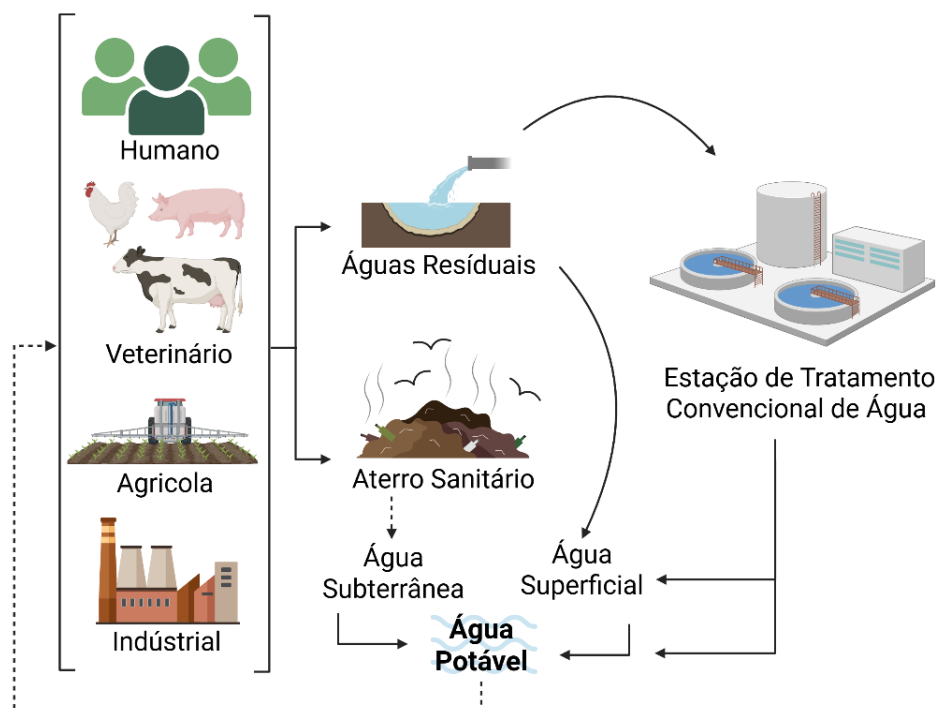 Humano
Veterinário
Agricola
Indústrial
Águas Resíduais
Aterro Sanitário
Água
Subterrânea
Água
Superficial
Água
Potável
Estação de Tratamento
Convencional de Água